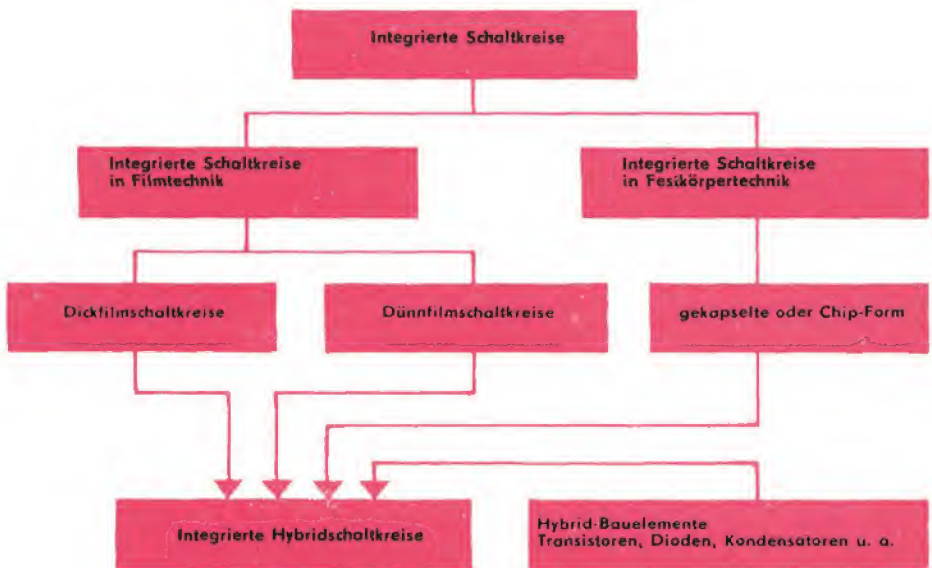 Integrierte Schaltkreise
Integrierte Schaltkreise
in Filmtechnik
Integrierte Schaltkreise
in Festkörpertechnik
Dickfilmschaltkreise
Dünnfilmschaltkreise
gekapselte oder Chip-Form
Integrierte Hybridschaltkreise
Hybrid-Bauelemente
Transistoren, Dioden, Kondensatoren u. a.